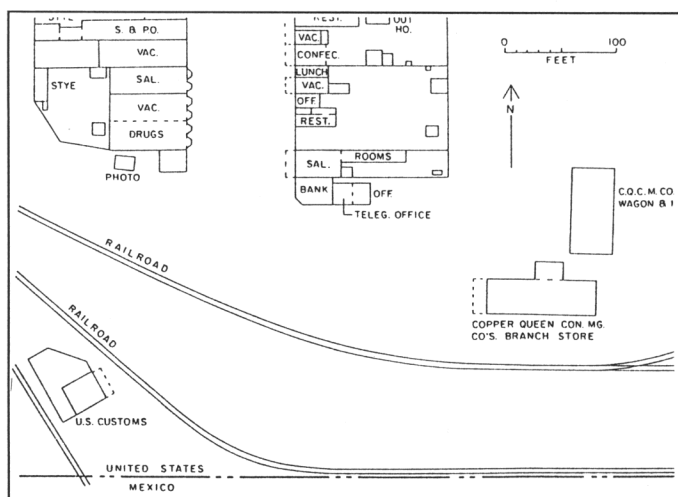 STYE
S. & PO.
VAC.
STYE
SAL.
VAC.
DRUGS
PHOTO
REST.
OUT
HO.
VAC.
CONFEC.
LUNCH
VAC.
OFF.
REST.
SAL.
ROOMS
BANK
OFF.
TELEG. OFFICE
0 100
FEET
N
C.Q.C.M. CO.
WAGON &
COPPER QUEEN CON. MG.
CO'S. BRANCH STORE
RAILROAD
RAILROAD
U.S. CUSTOMS
UNITED STATES
MEXICO